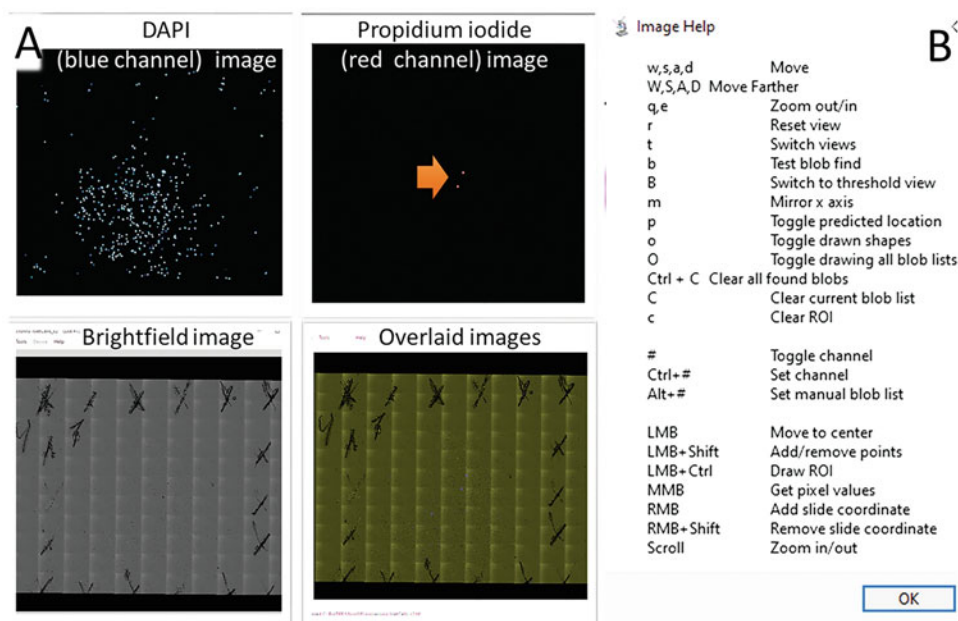 A
DAPI
(blue channel) image
Propidium iodide
(red channel) image
Brightfield image
Tools Help
Overlaid images
Tools Help
B
Image Help
w,s,a,d Move
W,S,A,D Move Farther
q,e Zoom out/in
r Reset view
t Switch views
b Test blob find
B Switch to threshold view
m Mirror x axis
p Toggle predicted location
o Toggle drawn shapes
O Toggle drawing all blob lists
Ctrl + C Clear all found blobs
C Clear current blob list
c Clear ROI
# Toggle channel
Ctrl+# Set channel
Alt+# Set manual blob list
LMB Move to center
LMB+Shift Add/remove points
LMB+Ctrl Draw ROI
MMB Get pixel values
RMB Add slide coordinate
RMB+Shift Remove slide coordinate
Scroll Zoom in/out
OK